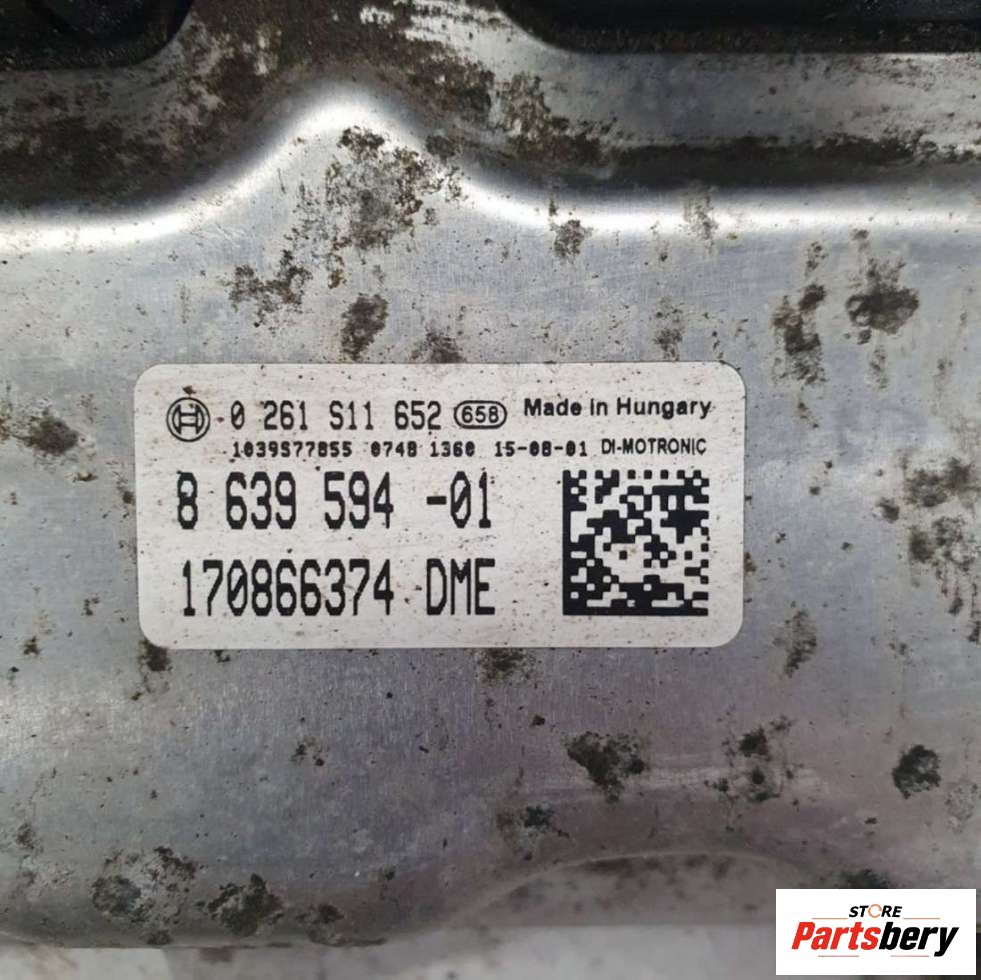 0 261 S11 652 658 Made in Hungary
1039S77855 0748 1360 15-08-01 DI-MOTRONIC
8 639 594 -01
170866374 DME
STORE
Partsbery